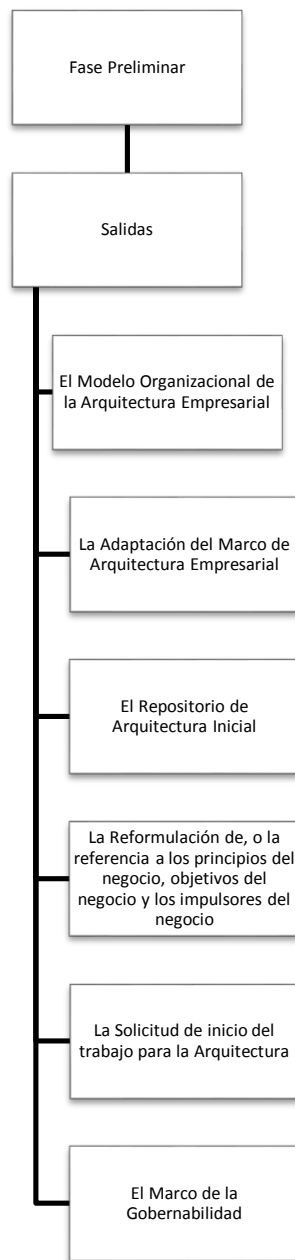 Fase Preliminar
Salidas
El Modelo Organizacional de
la Arquitectura Empresarial
La Adaptación del Marco de
Arquitectura Empresarial
El Repositorio de
Arquitectura Inicial
La Reformulación de, o la
referencia a los principios del
negocio, objetivos del
negocio y los impulsores del
negocio
La Solicitud de inicio del
trabajo para la Arquitectura
El Marco de la
Gobernabilidad